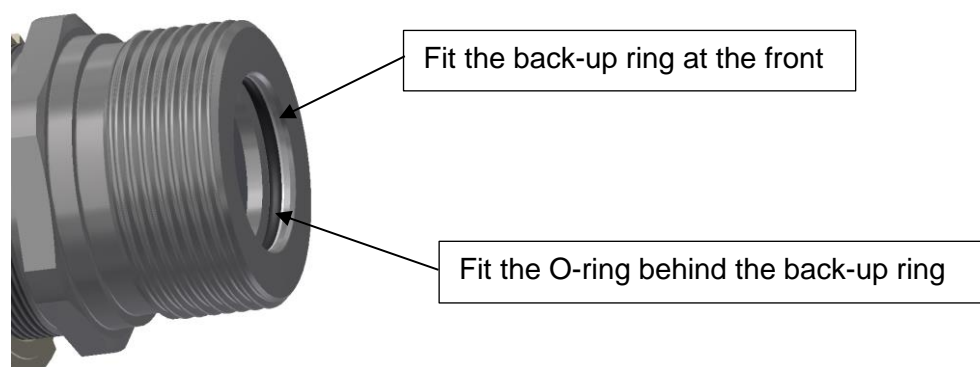 Fit the back-up ring at the front
Fit the O-ring behind the back-up ring